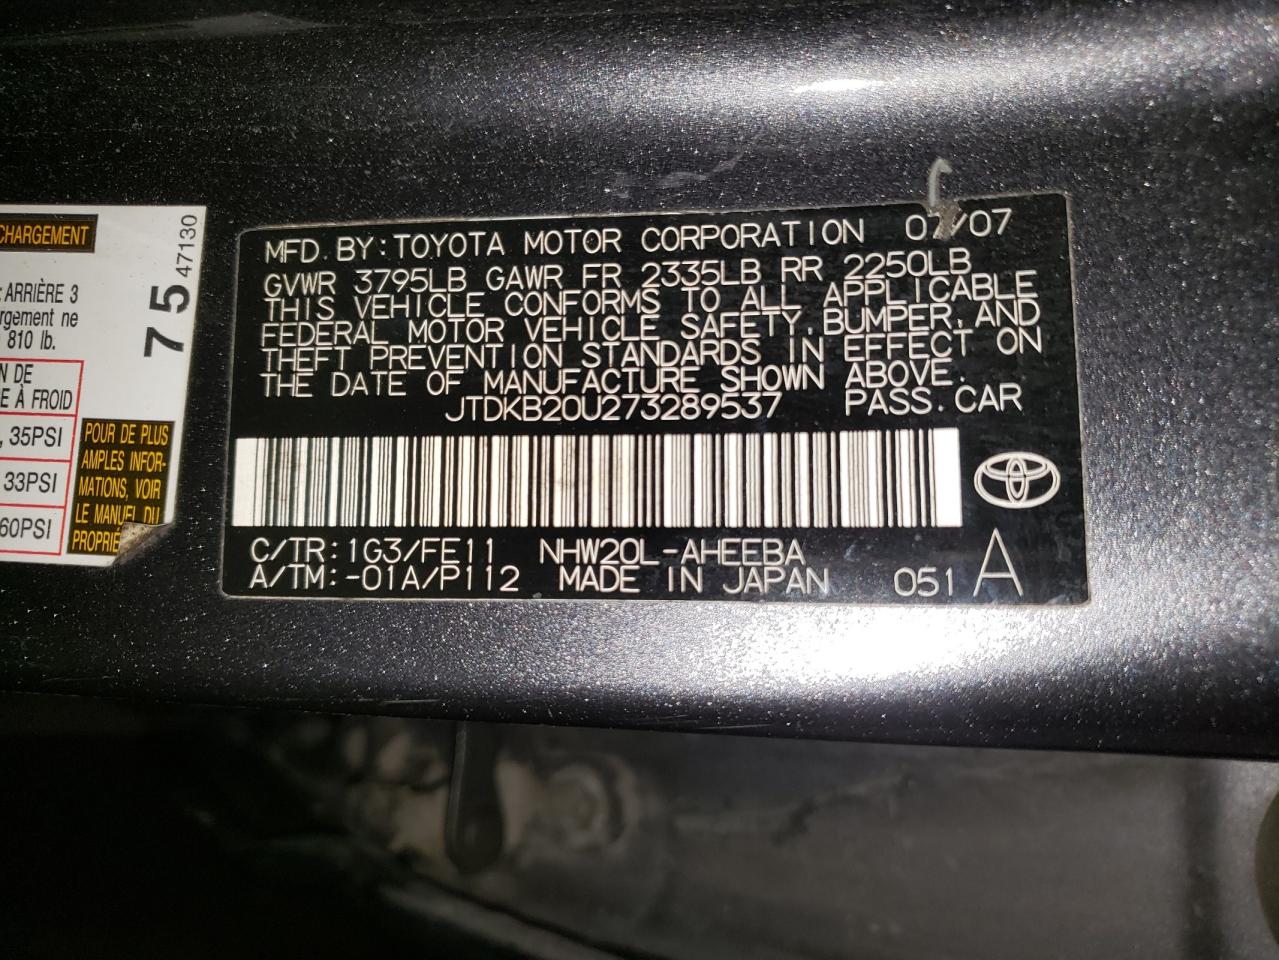 CHARGEMENT
: ARRIÈRE 3
rgement ne
810 lb.
N DE
E À FROID
, 35PSI
33PSI
60PSI
7 5 47130
POUR DE PLUS
AMPLES INFOR-
MATIONS, VOIR
LE MANUEL DU
PROPRIÉ
MFD. BY: TOYOTA MOTOR CORPORATION 07/07
GVWR 3795LB GAWR FR 2335LB RR 2250LB
THIS VEHICLE CONFORMS TO ALL APPLICABLE
FEDERAL MOTOR VEHICLE SAFETY, BUMPER, AND
THEFT PREVENTION STANDARDS IN EFFECT ON
THE DATE OF MANUFACTURE SHOWN ABOVE.
JTDKB20U273289537 PASS. CAR
C/TR: 1G3/FE11 NHW20L-AHEEBA
A/TM: -01A/P112 MADE IN JAPAN 051 A